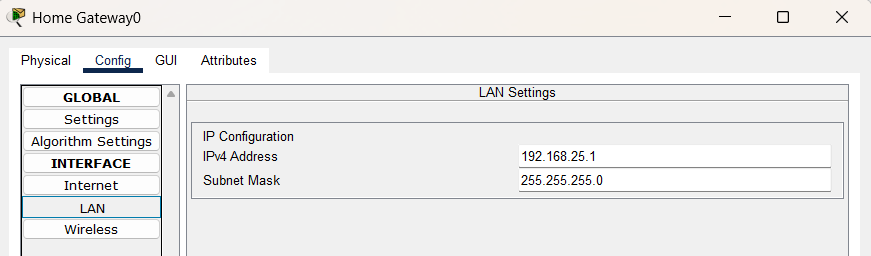 Home Gateway0
Physical Config GUI Attributes
GLOBAL
Settings
Algorithm Settings
INTERFACE
Internet
LAN
Wireless
LAN Settings
IP Configuration
IPv4 Address 192.168.25.1
Subnet Mask 255.255.255.0